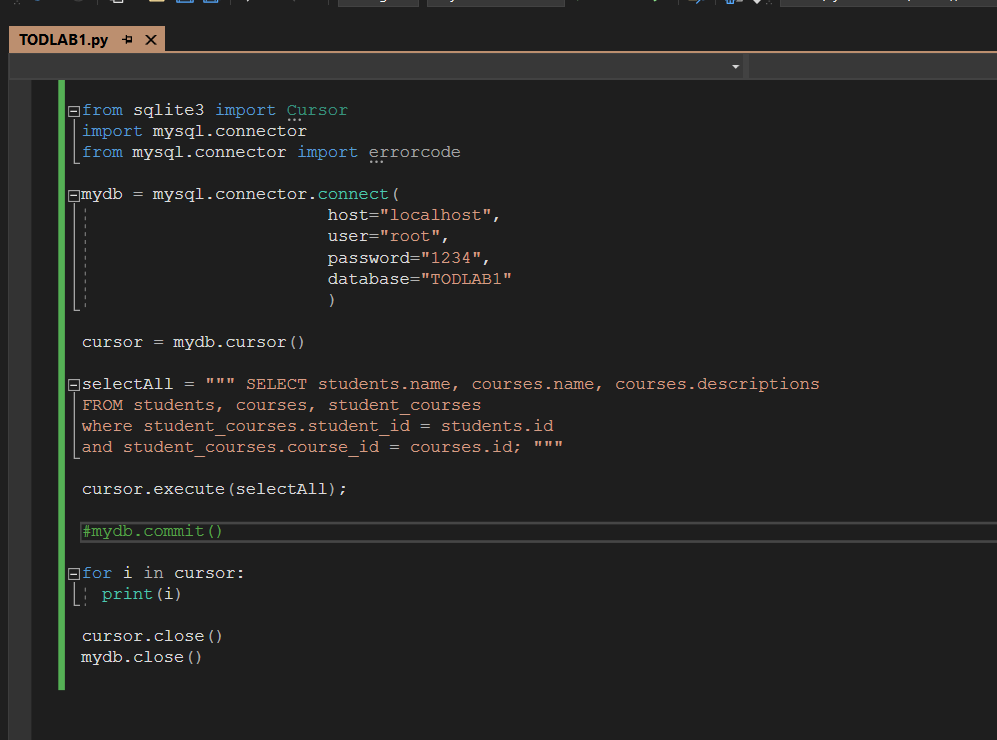 TODLAB1.py
from sqlite3 import Cursor
import mysql.connector
from mysql.connector import errorcode
mydb = mysql.connector.connect(
host="localhost",
user="root",
password="1234",
database="TODLAB1"
)
cursor = mydb.cursor()
selectAll = """ SELECT students.name, courses.name, courses.descriptions
FROM students, courses, student_courses
where student_courses.student_id = students.id
and student_courses.course_id = courses.id; """
cursor.execute(selectAll);
#mydb.commit()
for i in cursor:
print(i)
cursor.close()
mydb.close()